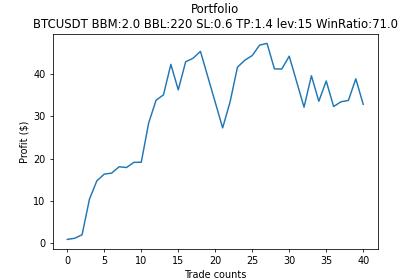 Portfolio
BTCUSDT BBM:2.0 BBL:220 SL:0.6 TP:1.4 lev:15 WinRatio:71.0
Profit ($)
40
30
20
10
0
0 5 10 15 20 25 30 35 40
Trade counts